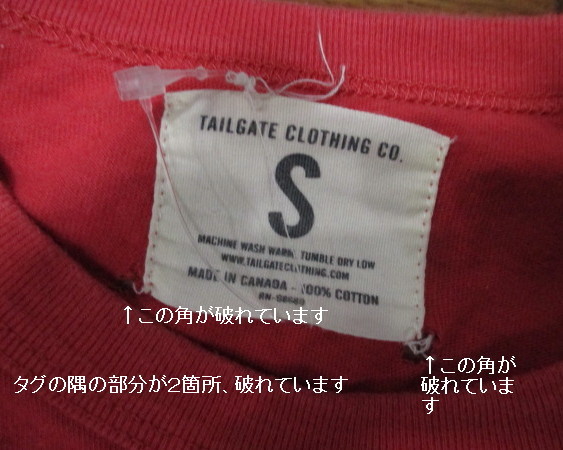 TAILGATE CLOTHING CO.
S
MACHINE WASH WARM, TUMBLE DRY LOW
WWW.TAILGATECLOTHING.COM
MADE IN CANADA - 100% COTTON
↑この角が破れています
↑この角が
破れていま
す
タグの隅の部分が2箇所、破れています